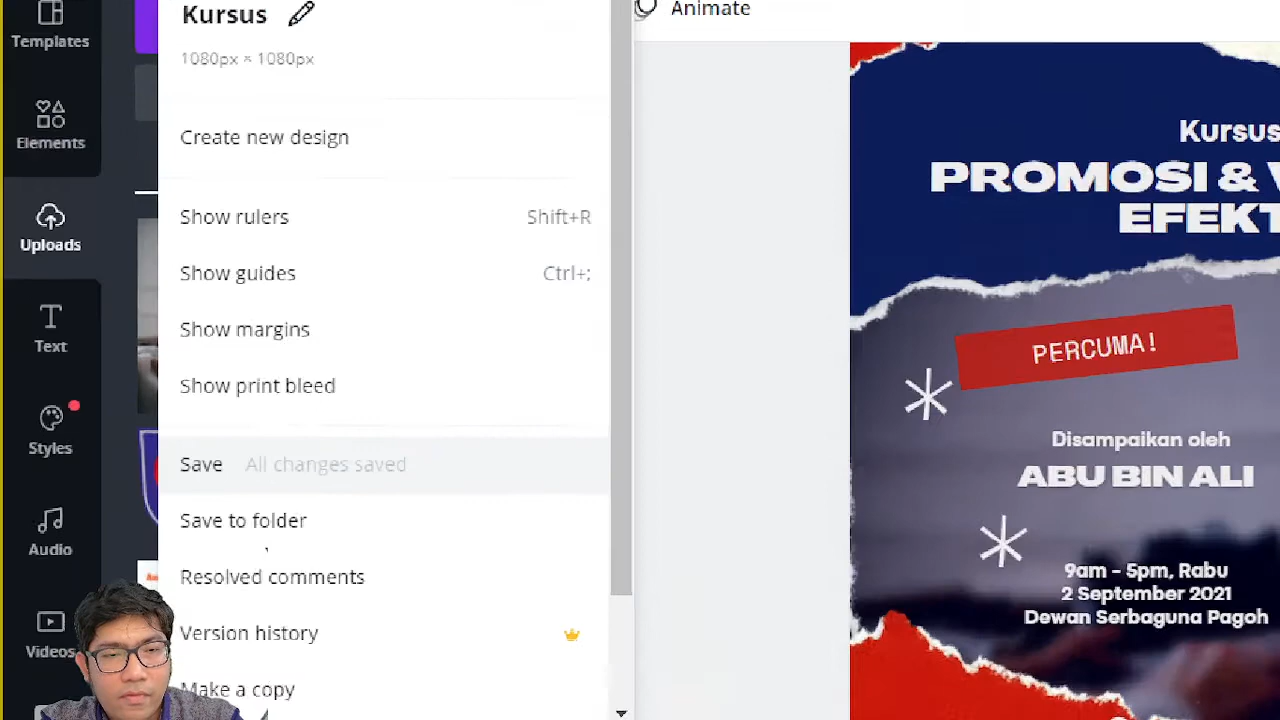 Templates
Elements
Uploads
Text
Styles
Audio
Videos
Kursus
1080px × 1080px
Create new design
Show rulers Shift+R
Show guides Ctrl+;
Show margins
Show print bleed
Save All changes saved
Save to folder
Resolved comments
Version history
Make a copy
Animate
Kursus
PROMOSI &
PERCUMA!
Disampaikan oleh
ABU BIN ALI
9am - 5pm, Rabu
2 September 2021
Dewan Serbaguna Pagoh